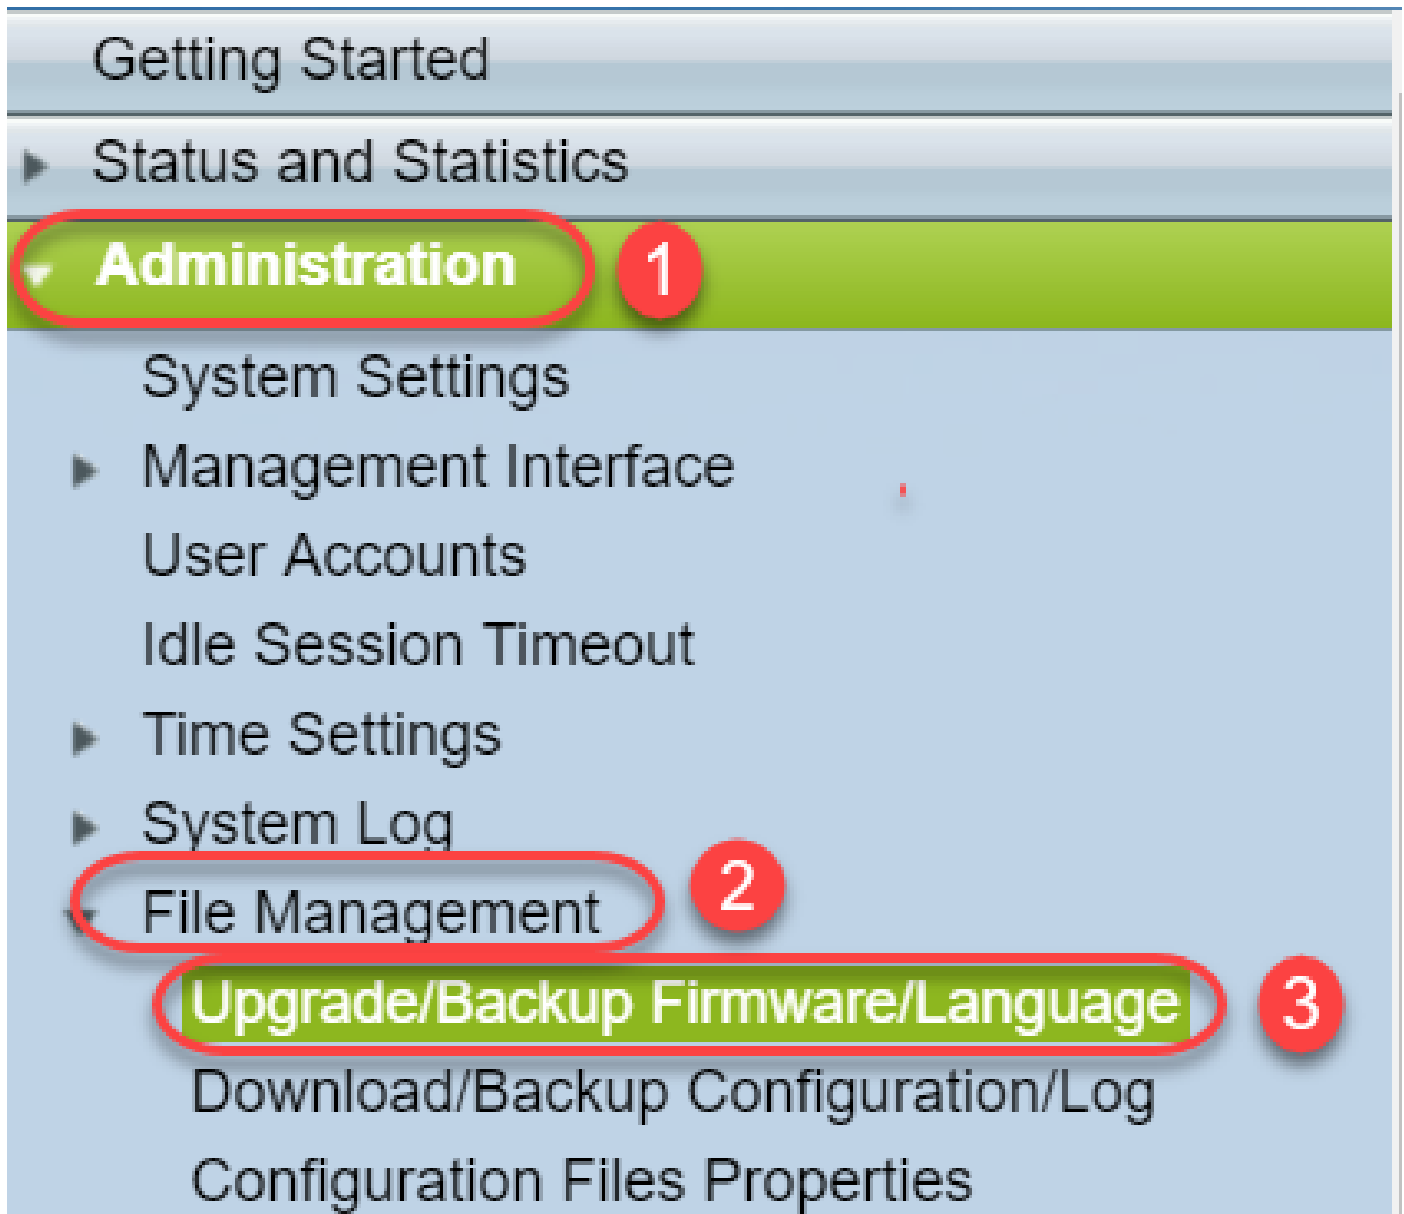 Getting Started
Status and Statistics
Administration 1
System Settings
Management Interface
User Accounts
Idle Session Timeout
Time Settings
System Log
File Management 2
Upgrade/Backup Firmware/Language 3
Download/Backup Configuration/Log
Configuration Files Properties